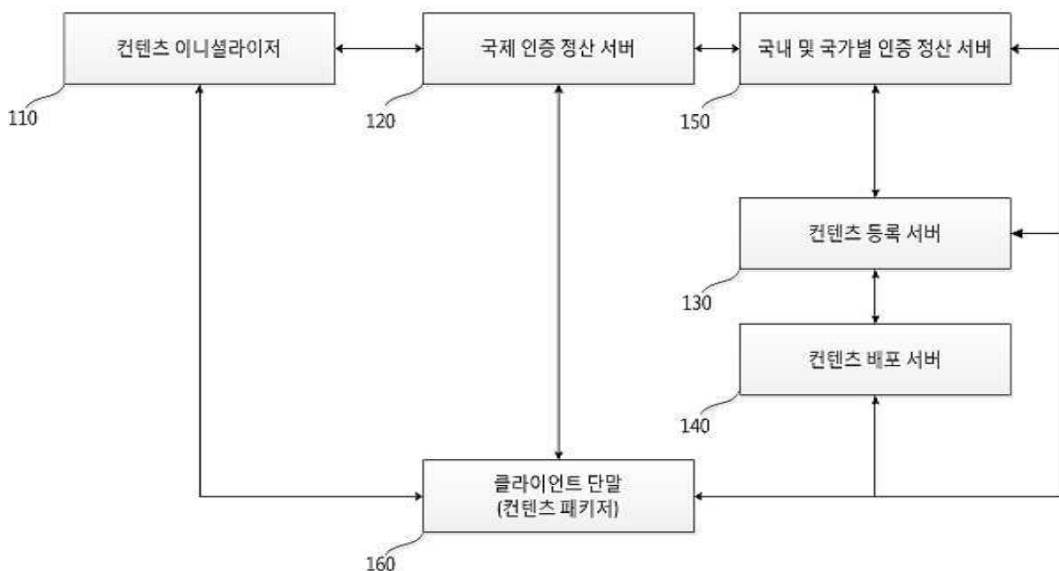 컨텐츠 이니셜라이저
국제 인증 정산 서버
국내 및 국가별 인증 정산 서버
110
120
150
컨텐츠 등록 서버
130
컨텐츠 배포 서버
140
클라이언트 단말
(컨텐츠 패키저)
160